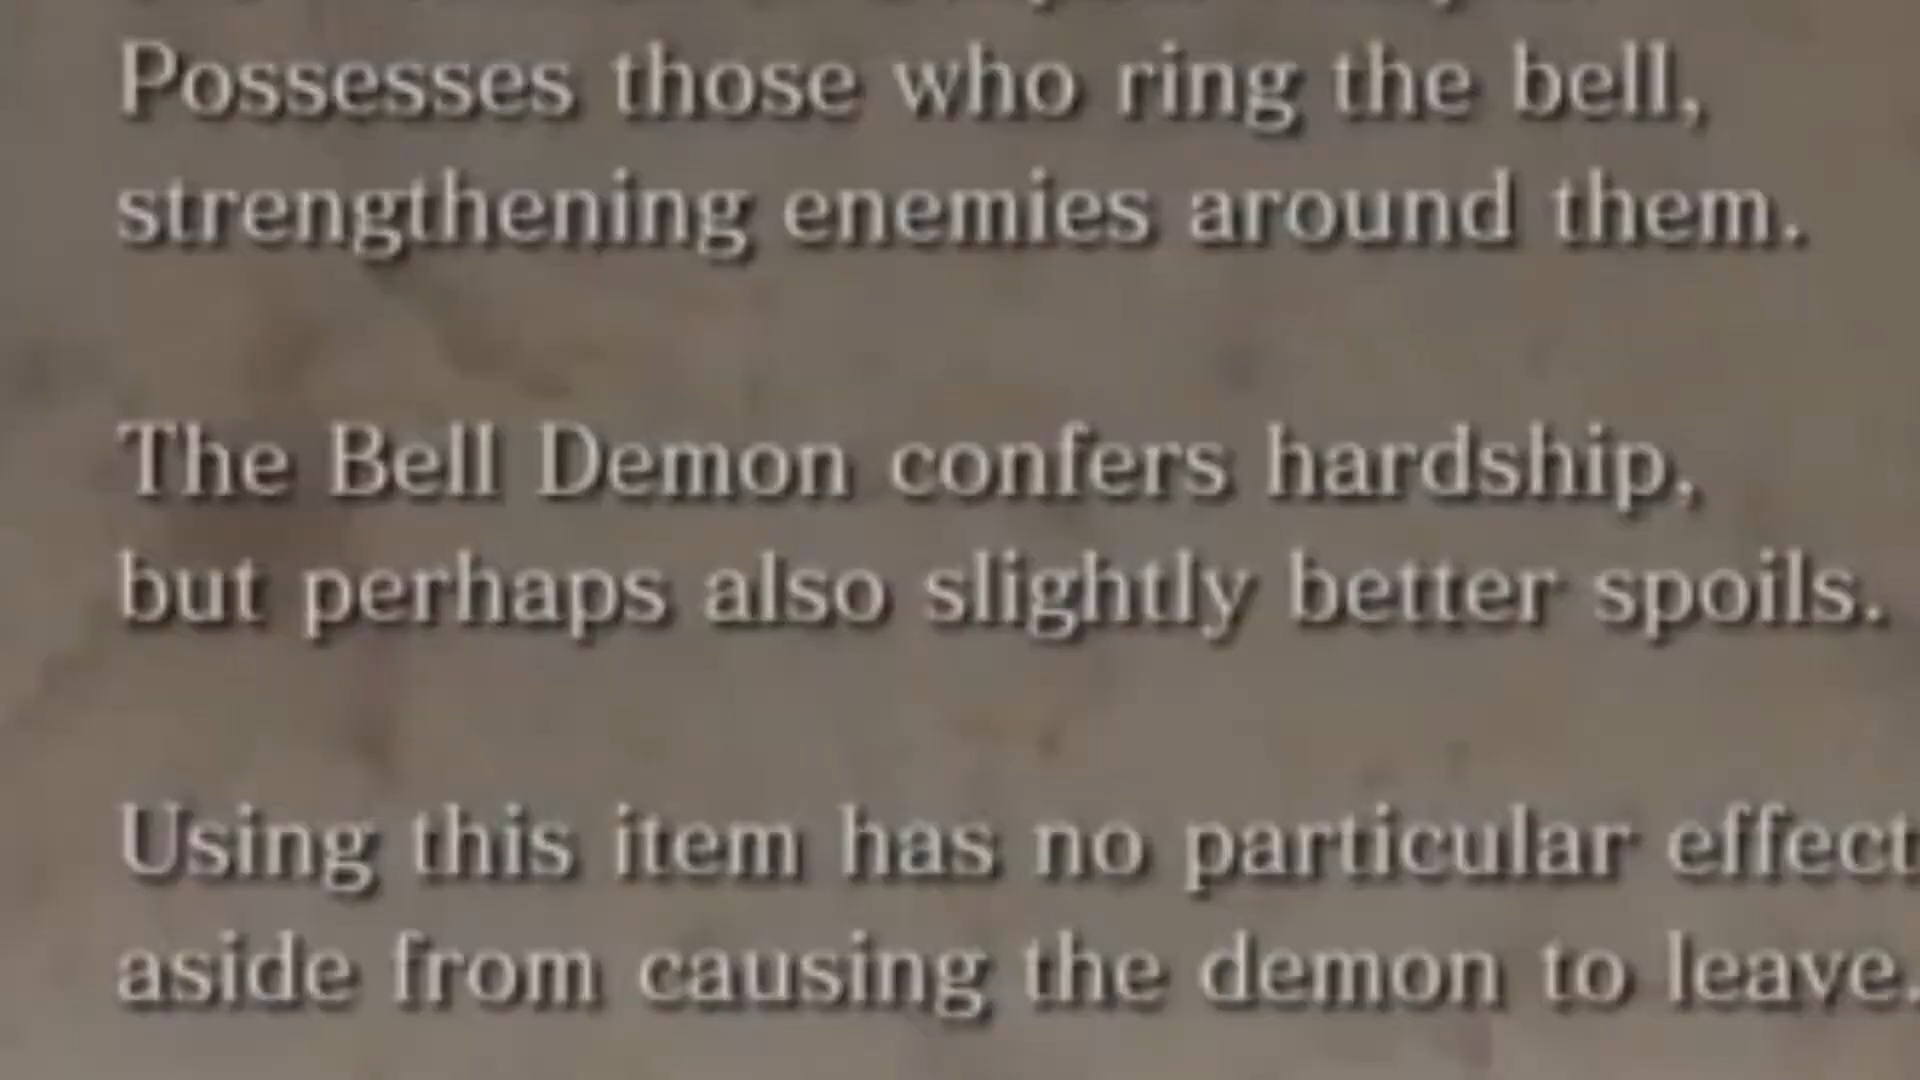 Possesses those who ring the bell,
strengthening enemies around them.
The Bell Demon confers hardship,
but perhaps also slightly better spoils.
Using this item has no particular effect
aside from causing the demon to leave.